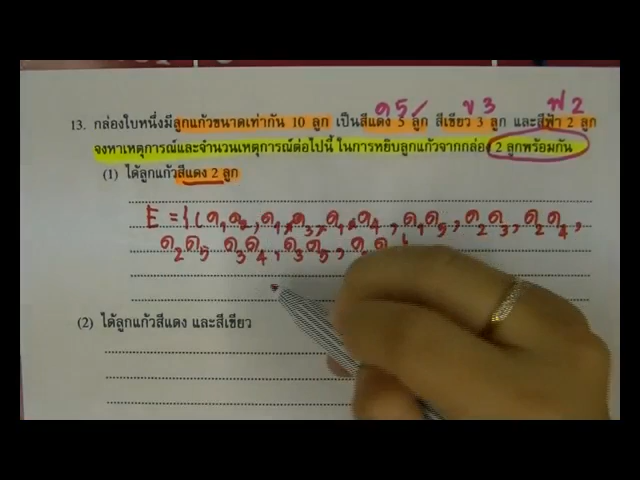 ด 5 ข 3 ฟ 2
13. กล่องใบหนึ่งมีลูกแก้วขนาดเท่ากัน 10 ลูก เป็นสีแดง 5 ลูก สีเขียว 3 ลูก และสีฟ้า 2 ลูก
จงหาเหตุการณ์และจำนวนเหตุการณ์ต่อไปนี้ ในการหยิบลูกแก้วจากกล่อง 2 ลูกพร้อมกัน
(1) ได้ลูกแก้วสีแดง 2 ลูก
E = { ด₁ด₂, ด₁ด₃, ด₁ด₄, ด₁ด₅, ด₂ด₃, ด₂ด₄,
ด₂ด₅ ด₃ด₄, ด₃ด₅,
(2) ได้ลูกแก้วสีแดง และสีเขียว